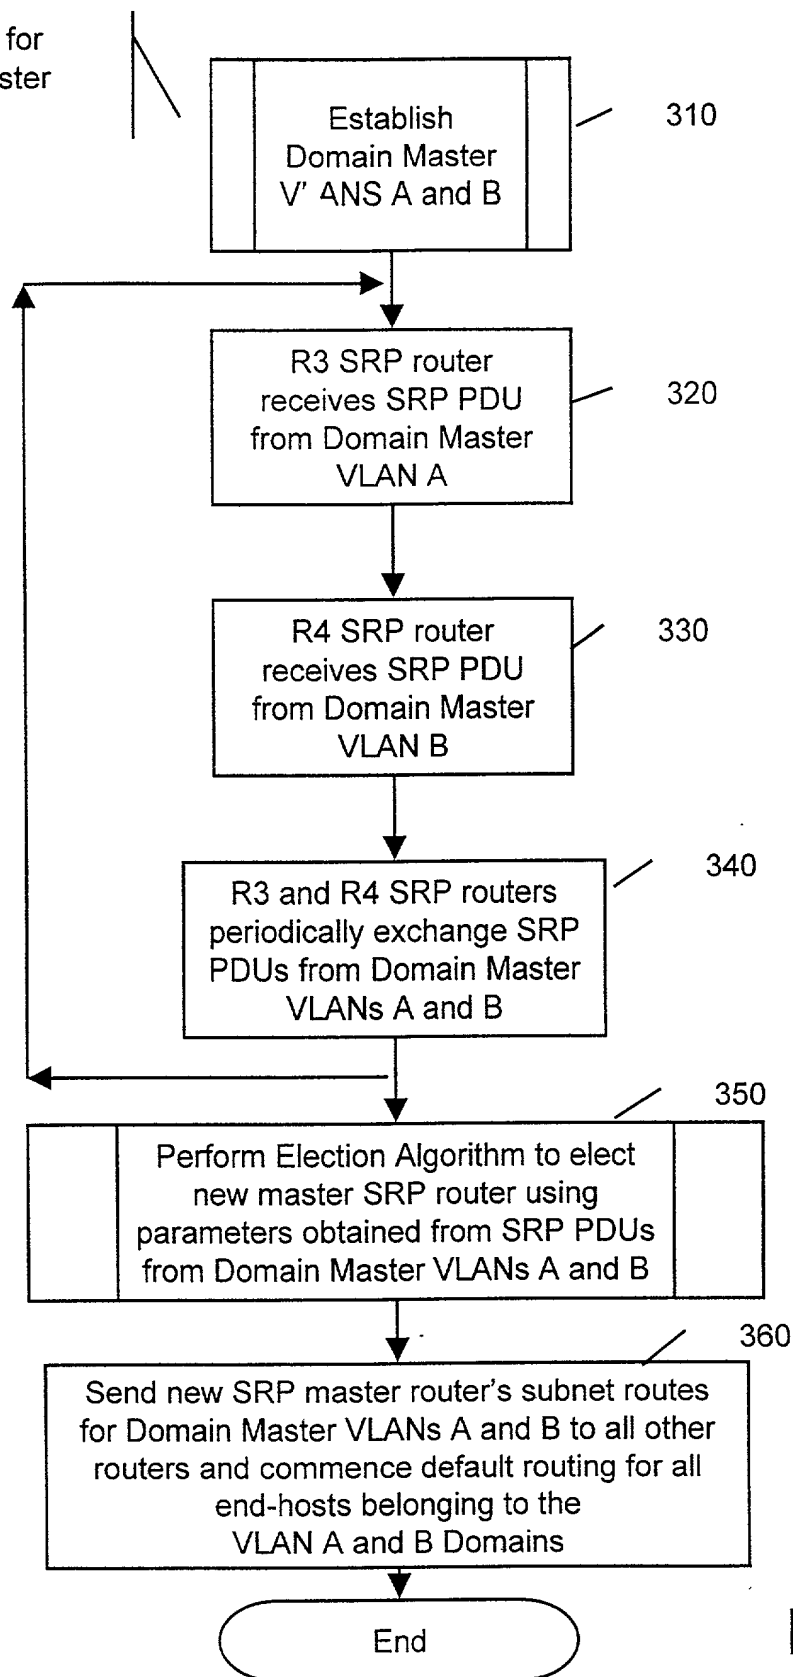 for
ster
Establish
Domain Master
V' ANS A and B
310
R3 SRP router
receives SRP PDU
from Domain Master
VLAN A
320
R4 SRP router
receives SRP PDU
from Domain Master
VLAN B
330
R3 and R4 SRP routers
periodically exchange SRP
PDUs from Domain Master
VLANs A and B
340
350
Perform Election Algorithm to elect
new master SRP router using
parameters obtained from SRP PDUs
from Domain Master VLANs A and B
360
Send new SRP master router's subnet routes
for Domain Master VLANs A and B to all other
routers and commence default routing for all
end-hosts belonging to the
VLAN A and B Domains
End